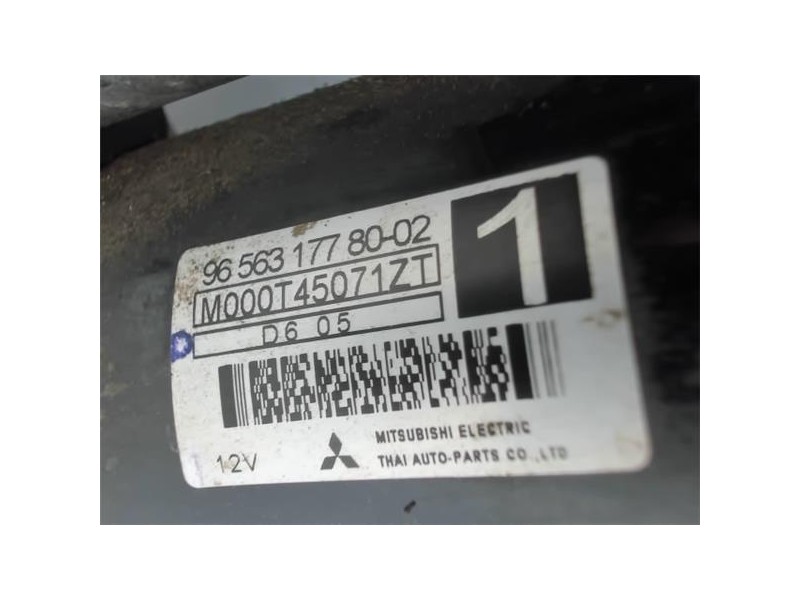 96 563 177 80-02
1
M000T45071ZT
D6 05
12V
MITSUBISHI ELECTRIC
THAI AUTO-PARTS CO.,LTD